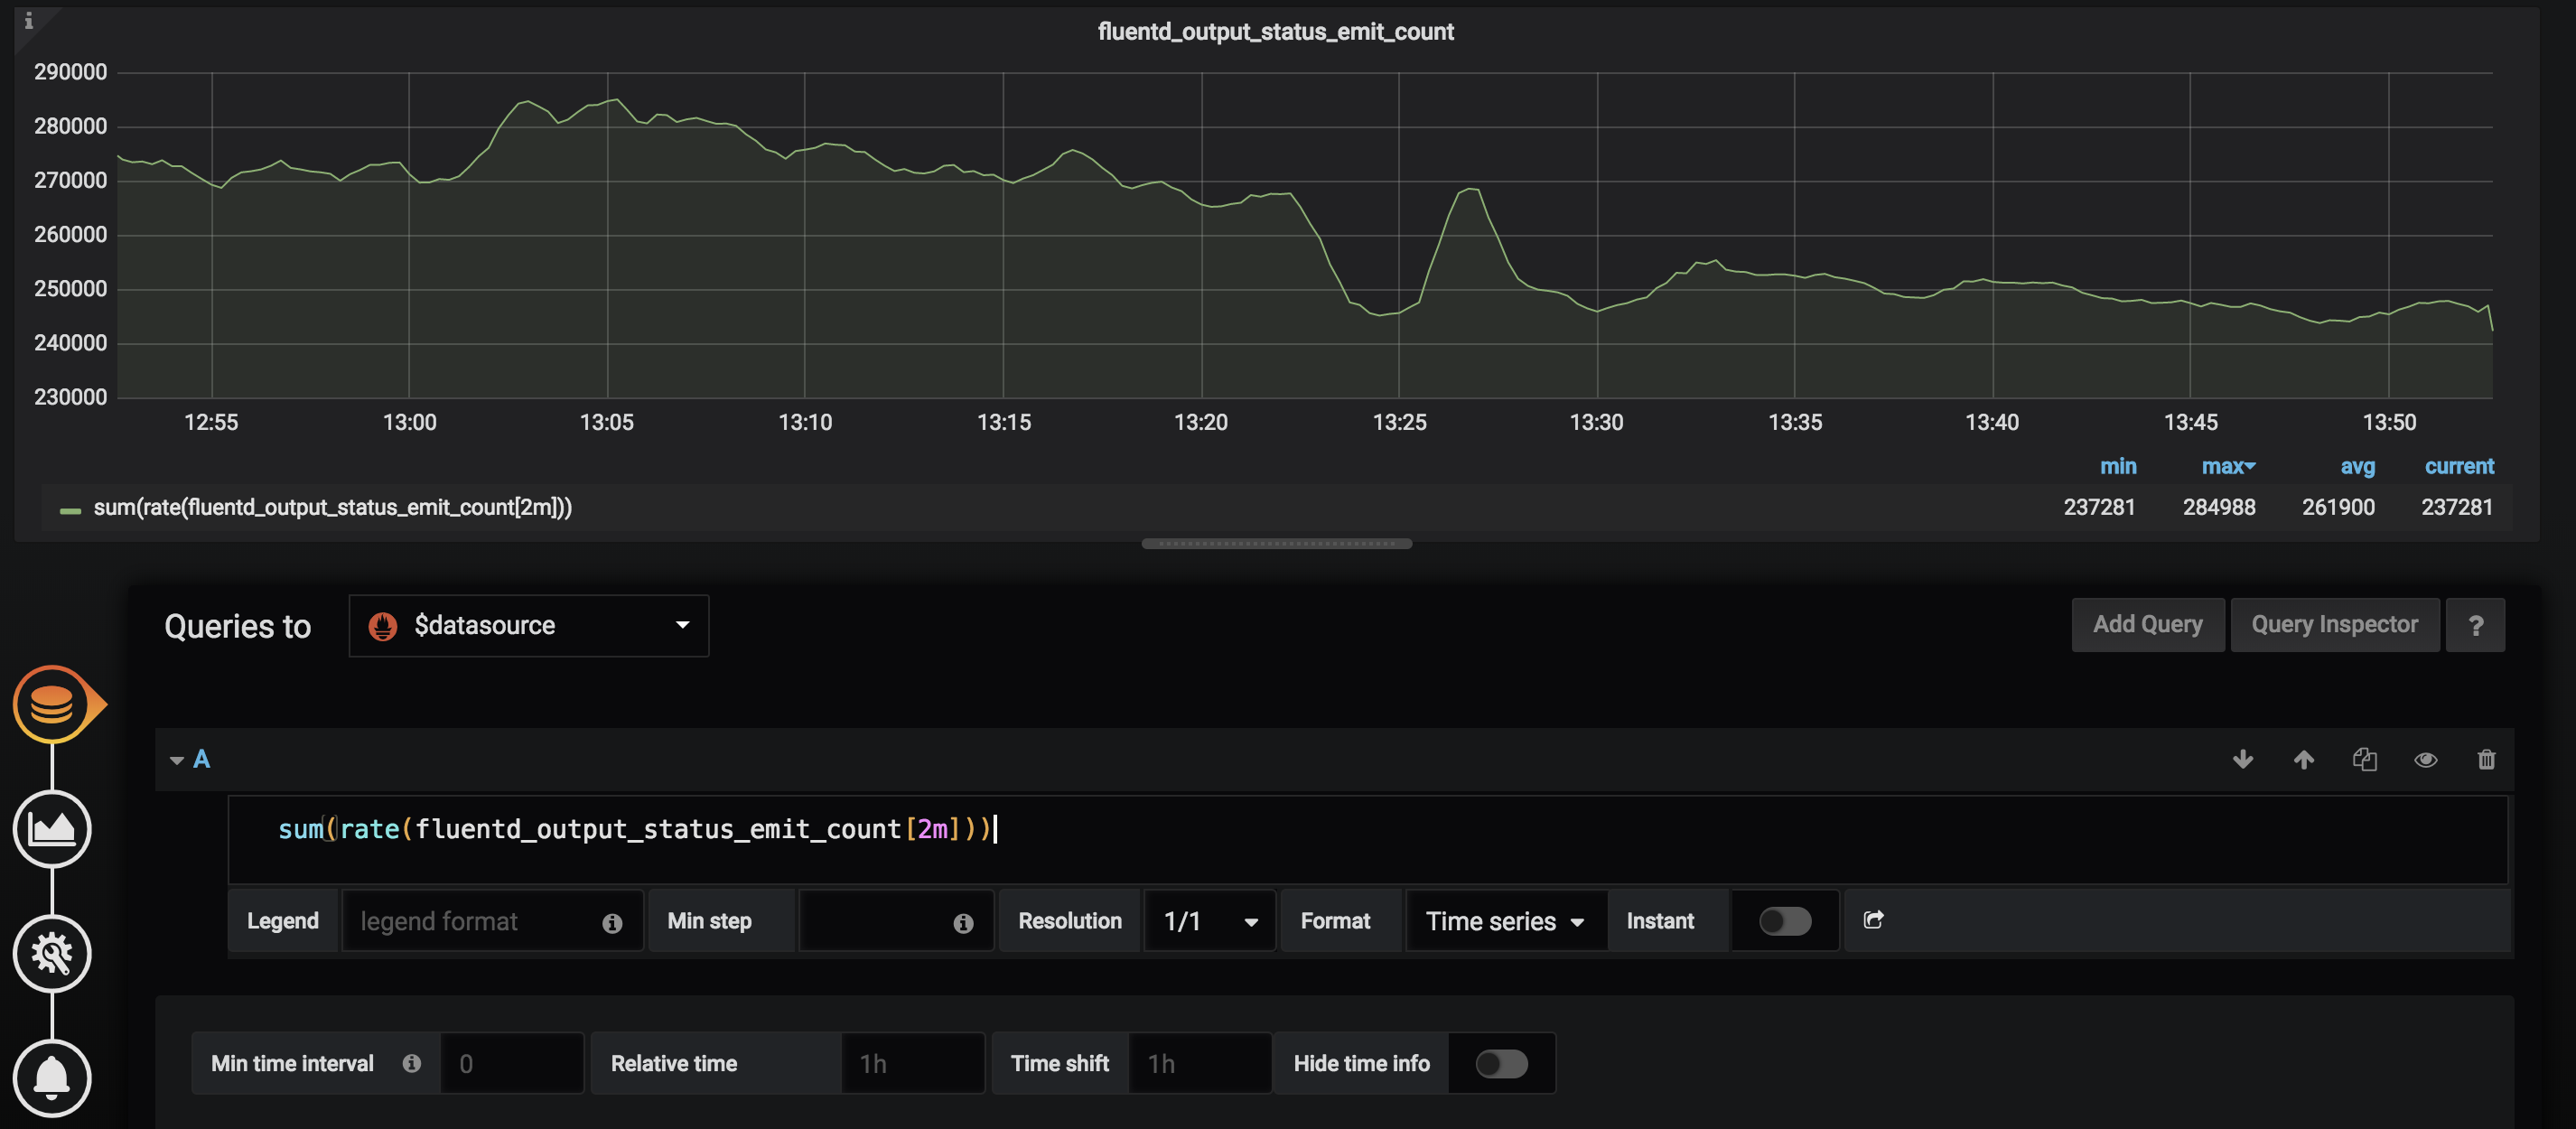 fluentd_output_status_emit_count
290000
280000
270000
260000
250000
240000
230000
12:55 13:00 13:05 13:10 13:15 13:20 13:25 13:30 13:35 13:40 13:45 13:50
min max avg current
sum(rate(fluentd_output_status_emit_count[2m])) 237281 284988 261900 237281
Queries to $datasource Add Query Query Inspector ?
A
sum(rate(fluentd_output_status_emit_count[2m]))
Legend legend format Min step Resolution 1/1 Format Time series Instant
Min time interval 0 Relative time 1h Time shift 1h Hide time info